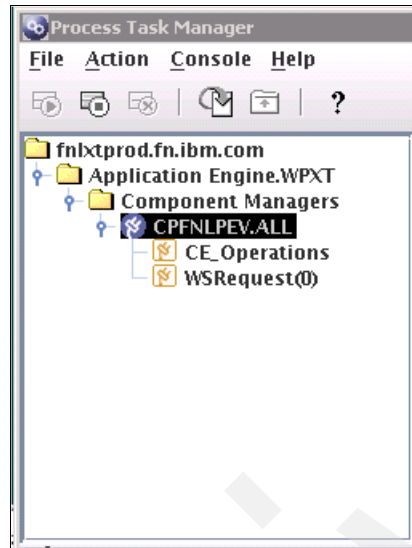 Process Task Manager
File Action Console Help
?
fnlxtprod.fn.ibm.com
Application Engine.WPXT
Component Managers
CPFNLPEV.ALL
CE_Operations
WSRequest(0)